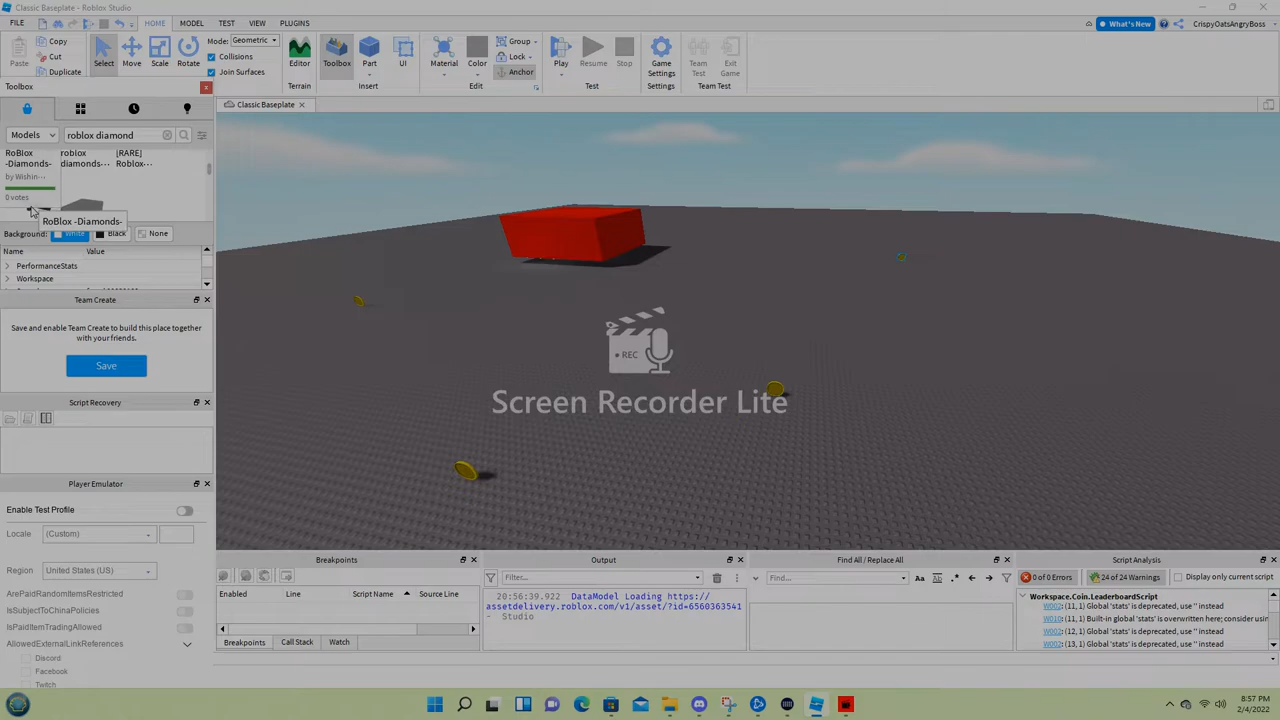 Classic Baseplate - Roblox Studio
FILE HOME MODEL TEST VIEW PLUGINS What's New CrispyOatsAngryBoss
Paste Copy Cut Duplicate Select Move Scale Rotate Mode: Geometric Collisions Join Surfaces Editor Toolbox Part UI Material Color Group Lock Anchor Play Resume Stop Game Settings Team Test Exit Game
Terrain Insert Edit Test Settings Team Test
Toolbox
Classic Baseplate
Models roblox diamond
RoBlox -Diamonds- roblox diamonds... [RARE] Roblox...
by Wishin...
0 votes
RoBlox -Diamonds-
Background: White Black None
Name Value
PerformanceStats
Workspace
Team Create
Save and enable Team Create to build this place together
with your friends.
Save
Script Recovery
Player Emulator
Enable Test Profile
Locale (Custom)
Region United States (US)
ArePaidRandomItemsRestricted
IsSubjectToChinaPolicies
IsPaidItemTradingAllowed
AllowedExternalLinkReferences
Discord
Facebook
Twitch
REC
Screen Recorder Lite
Breakpoints
Enabled Line Script Name Source Line
Breakpoints Call Stack Watch
Output
Filter...
20:56:39.922 DataModel Loading https://
assetdelivery.roblox.com/v1/asset/?id=6560363541
- Studio
Find All / Replace All
Find... Aa
Script Analysis
0 of 0 Errors 24 of 24 Warnings Display only current script
Workspace.Coin.LeaderboardScript
W002: (11, 1) Global 'stats' is deprecated, use '' instead
W010: (11, 1) Built-in global 'stats' is overwritten here; consider usin
W002: (12, 1) Global 'stats' is deprecated, use '' instead
W002: (13, 1) Global 'stats' is deprecated, use '' instead
8:57 PM
2/4/2022